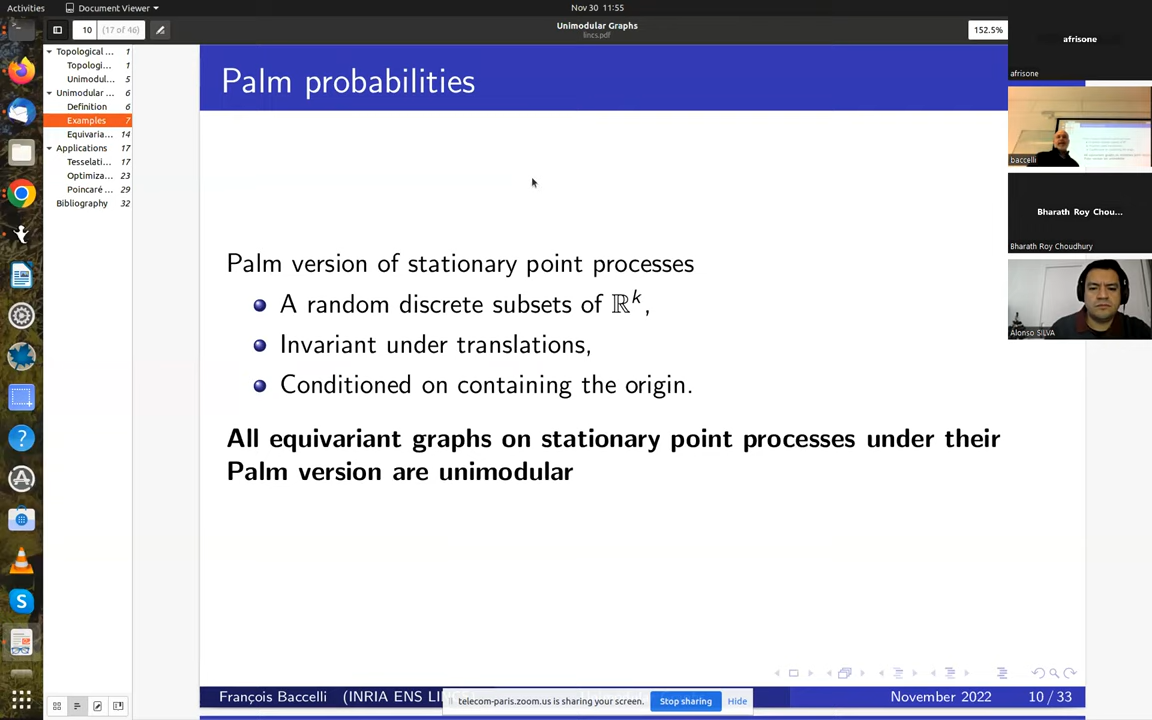 Activities
Document Viewer
Nov 30 11:55
10
(17 of 46)
Unimodular Graphs
lincs.pdf
152.5%
Topological ... 1
Topologi... 1
Unimodul... 5
Unimodular ... 6
Definition 6
Examples 7
Equivaria... 14
Applications 17
Tesselati... 17
Optimiza... 23
Poincaré ... 29
Bibliography 32
Palm probabilities
Palm version of stationary point processes
A random discrete subsets of ℝᵏ,
Invariant under translations,
Conditioned on containing the origin.
All equivariant graphs on stationary point processes under their
Palm version are unimodular
François Baccelli (INRIA ENS LI
November 2022 10 / 33
telecom-paris.zoom.us is sharing your screen.
Stop sharing
Hide
afrisone
afrisone
baccelli
Bharath Roy Chou...
Bharath Roy Choudhury
Alonso SILVA